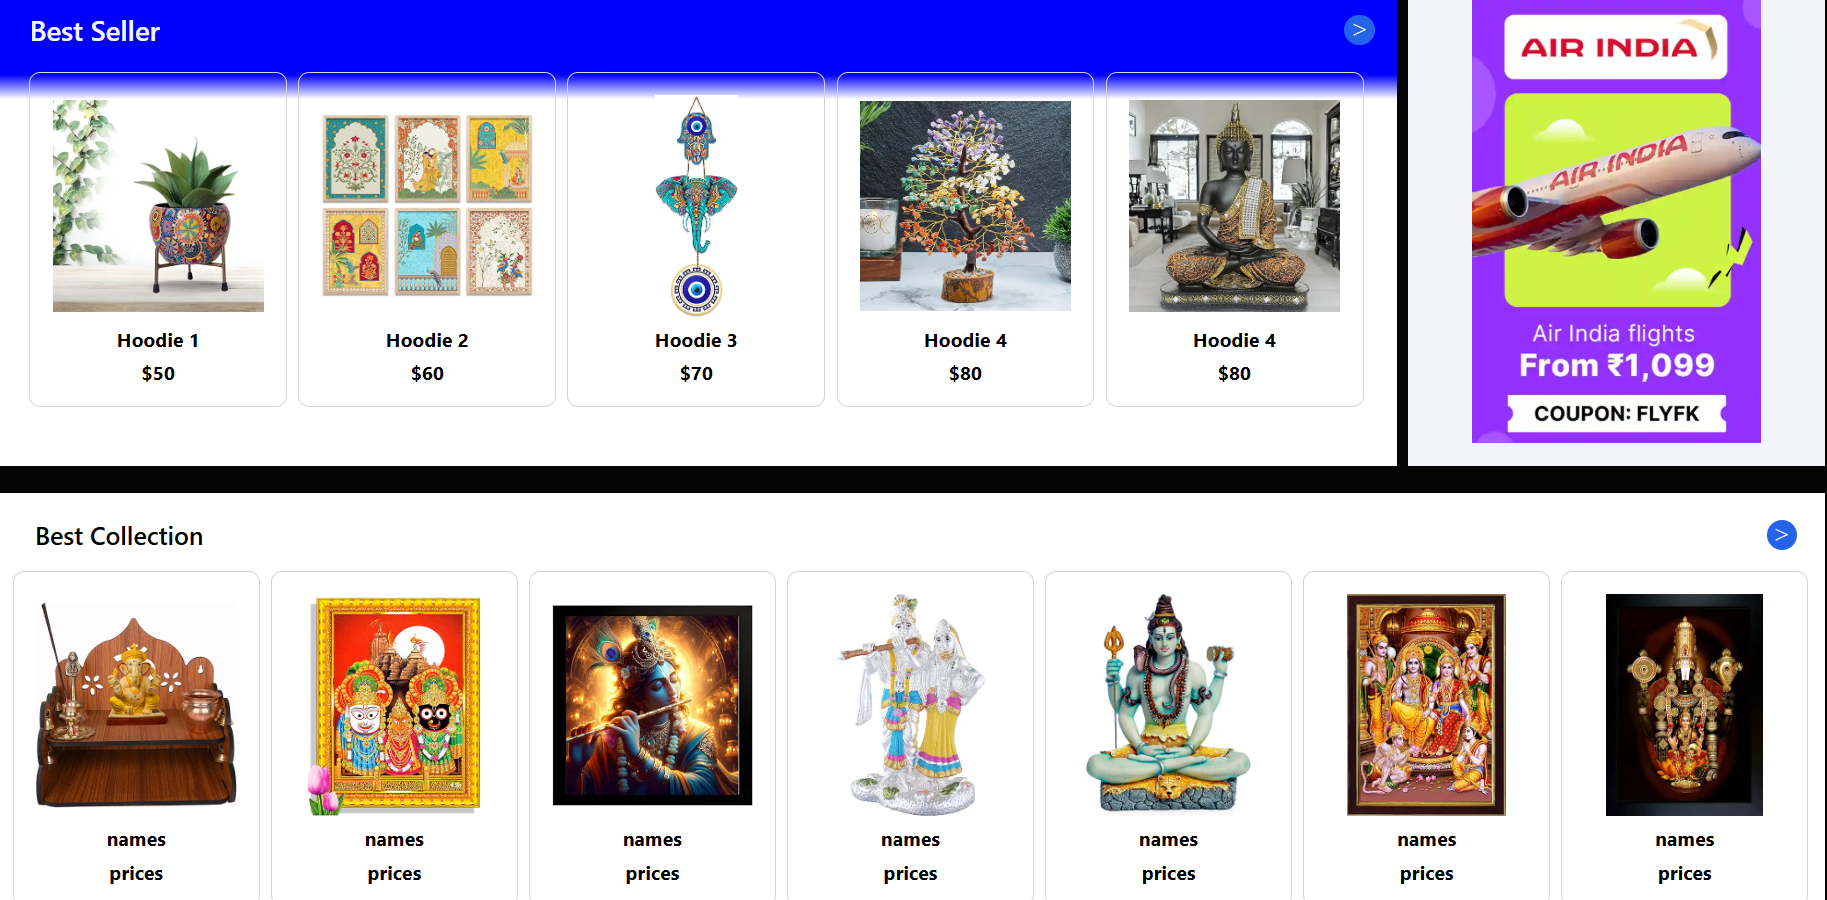 Best Seller
>
Hoodie 1
$50
Hoodie 2
$60
Hoodie 3
$70
Hoodie 4
$80
Hoodie 4
$80
AIR INDIA
AIR INDIA
Air India flights
From ₹1,099
COUPON: FLYFK
Best Collection
>
names
prices
names
prices
names
prices
names
prices
names
prices
names
prices
names
prices